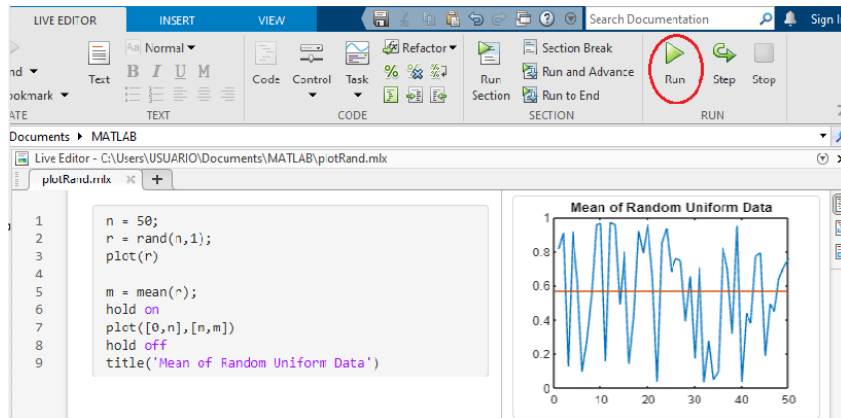 LIVE EDITOR INSERT VIEW Search Documentation Sign In
Normal Refactor Section Break
nd Text B I U M Code Control Task Run Section Run and Advance Run Step Stop
ookmark Run to End
ATE TEXT CODE SECTION RUN
Documents MATLAB
Live Editor - C:\Users\USUARIO\Documents\MATLAB\plotRand.mlx
plotRand.mlx
1 n = 50;
2 r = rand(n,1);
3 plot(r)
4
5 m = mean(r);
6 hold on
7 plot([0,n],[n,m])
8 hold off
9 title('Mean of Random Uniform Data')
Mean of Random Uniform Data
1
0.8
0.6
0.4
0.2
0
0 10 20 30 40 50